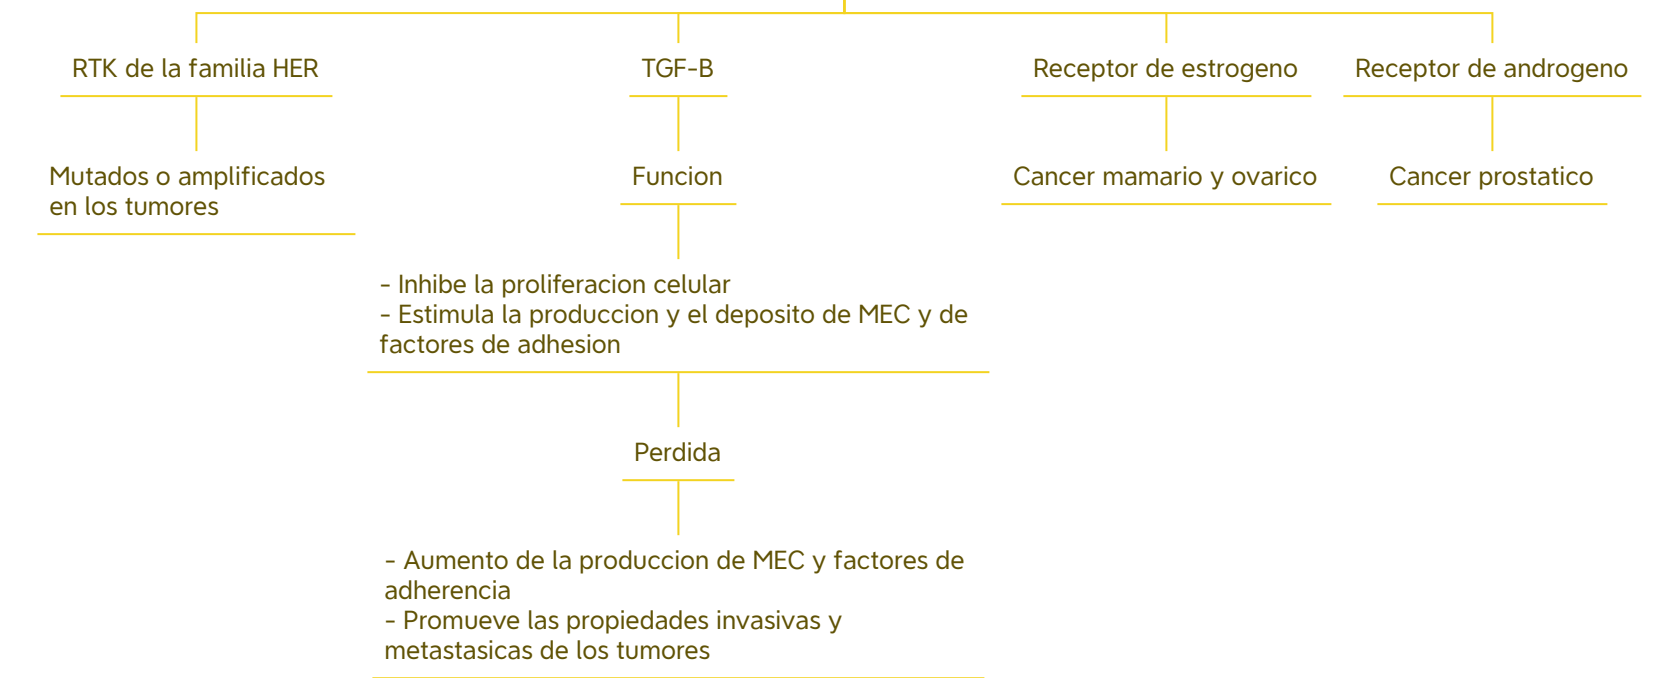 RTK de la familia HER
TGF-B
Receptor de estrogeno
Receptor de androgeno
Mutados o amplificados
en los tumores
Funcion
Cancer mamario y ovarico
Cancer prostatico
- Inhibe la proliferacion celular
- Estimula la produccion y el deposito de MEC y de
factores de adhesion
Perdida
- Aumento de la produccion de MEC y factores de
adherencia
- Promueve las propiedades invasivas y
metastasicas de los tumores